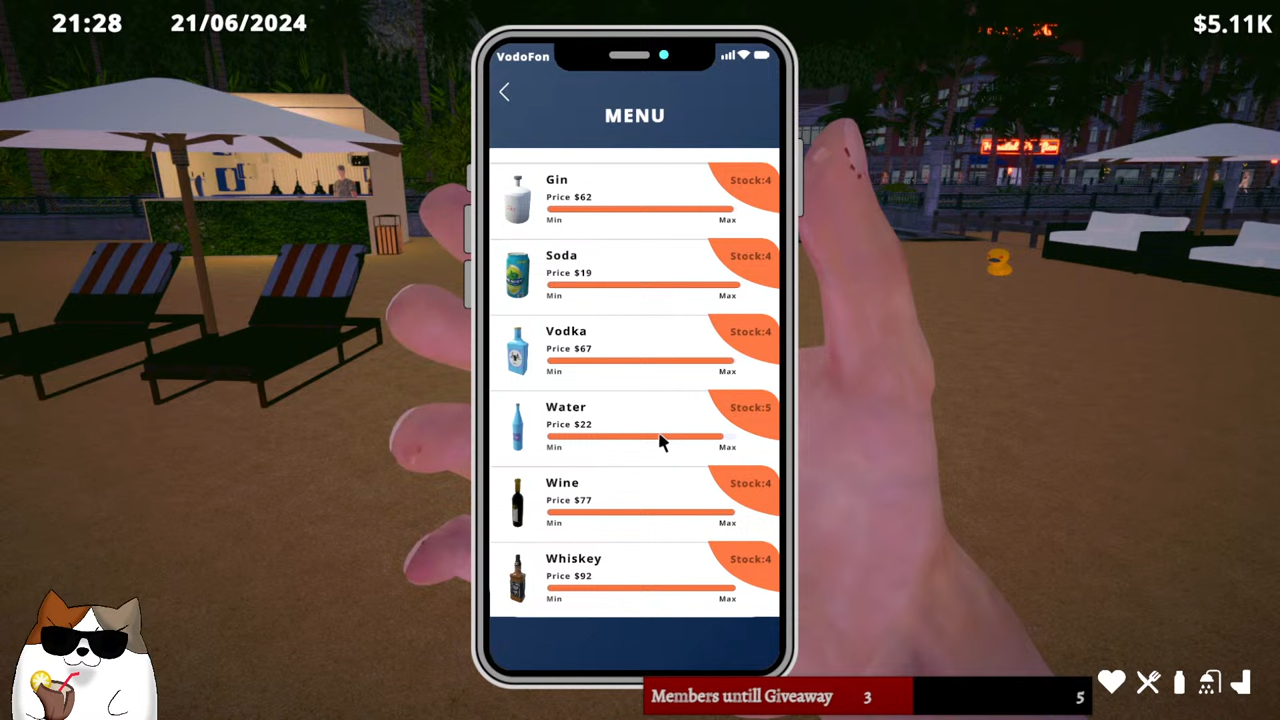 21:28 21/06/2024
$5.11K
VodoFon
MENU
Gin
Stock:4
Price $62
Min Max
Soda
Stock:4
Price $19
Min Max
Vodka
Stock:4
Price $67
Min Max
Water
Stock:5
Price $22
Min Max
Wine
Stock:4
Price $77
Min Max
Whiskey
Stock:4
Price $92
Min Max
Members untill Giveaway 3 5